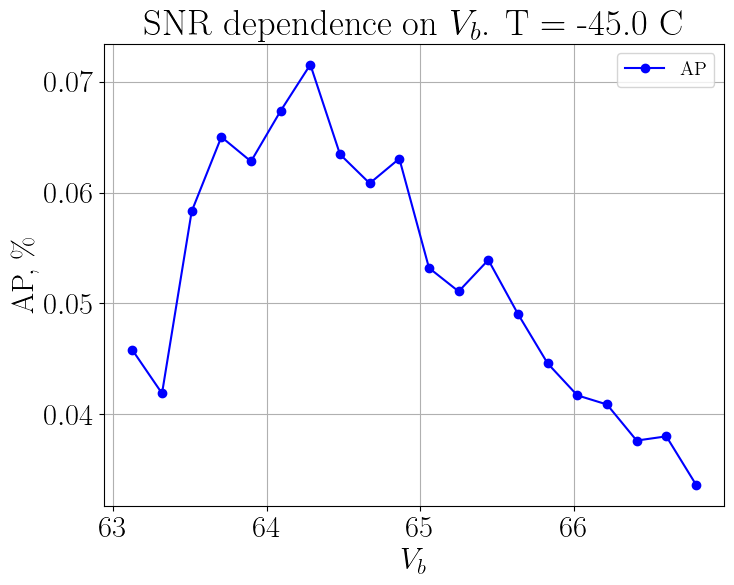 SNR dependence on V_b. T = -45.0 C
AP
0.07
0.06
0.05
0.04
AP, %
63 64 65 66
V_b